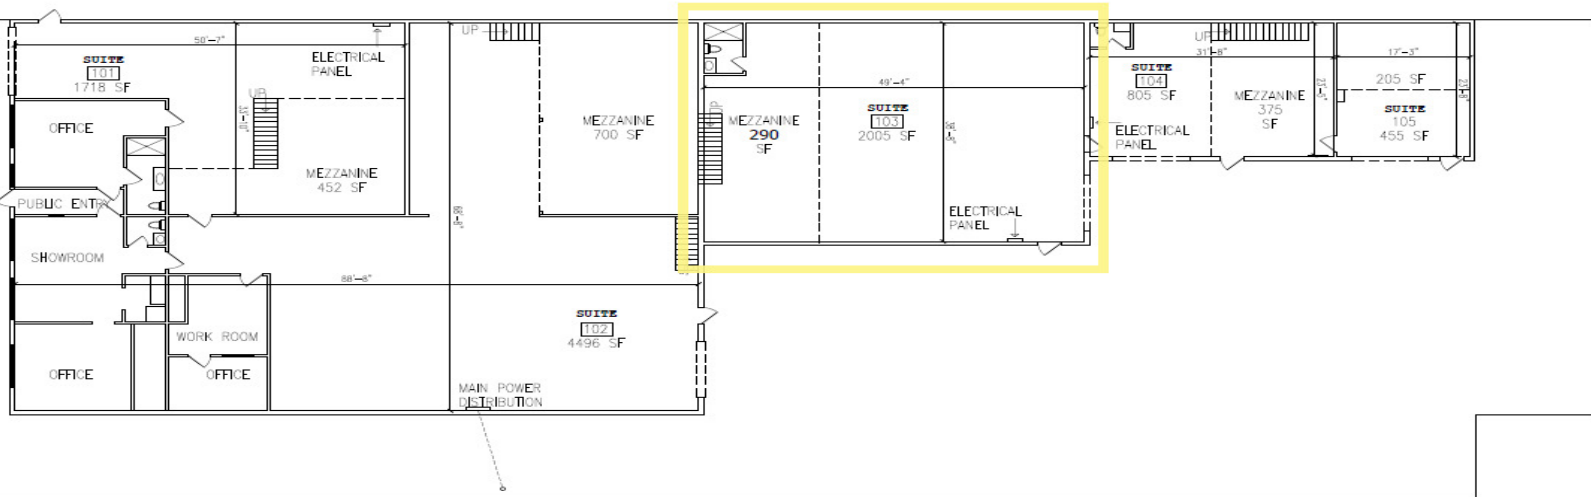 50'-7"
SUITE
101
1718 SF
ELECTRICAL
PANEL
UP
33'-10"
OFFICE
MEZZANINE
452 SF
PUBLIC ENTRY
SHOWROOM
OFFICE
WORK ROOM
OFFICE
88'-8"
68'-8"
UP
MEZZANINE
700 SF
SUITE
102
4496 SF
MAIN POWER
DISTRIBUTION
49'-4"
UP
MEZZANINE
290
SF
SUITE
103
2005 SF
ELECTRICAL
PANEL
UP
31'-8"
SUITE
104
805 SF
MEZZANINE
375
SF
ELECTRICAL
PANEL
17'-3"
205 SF
SUITE
105
455 SF